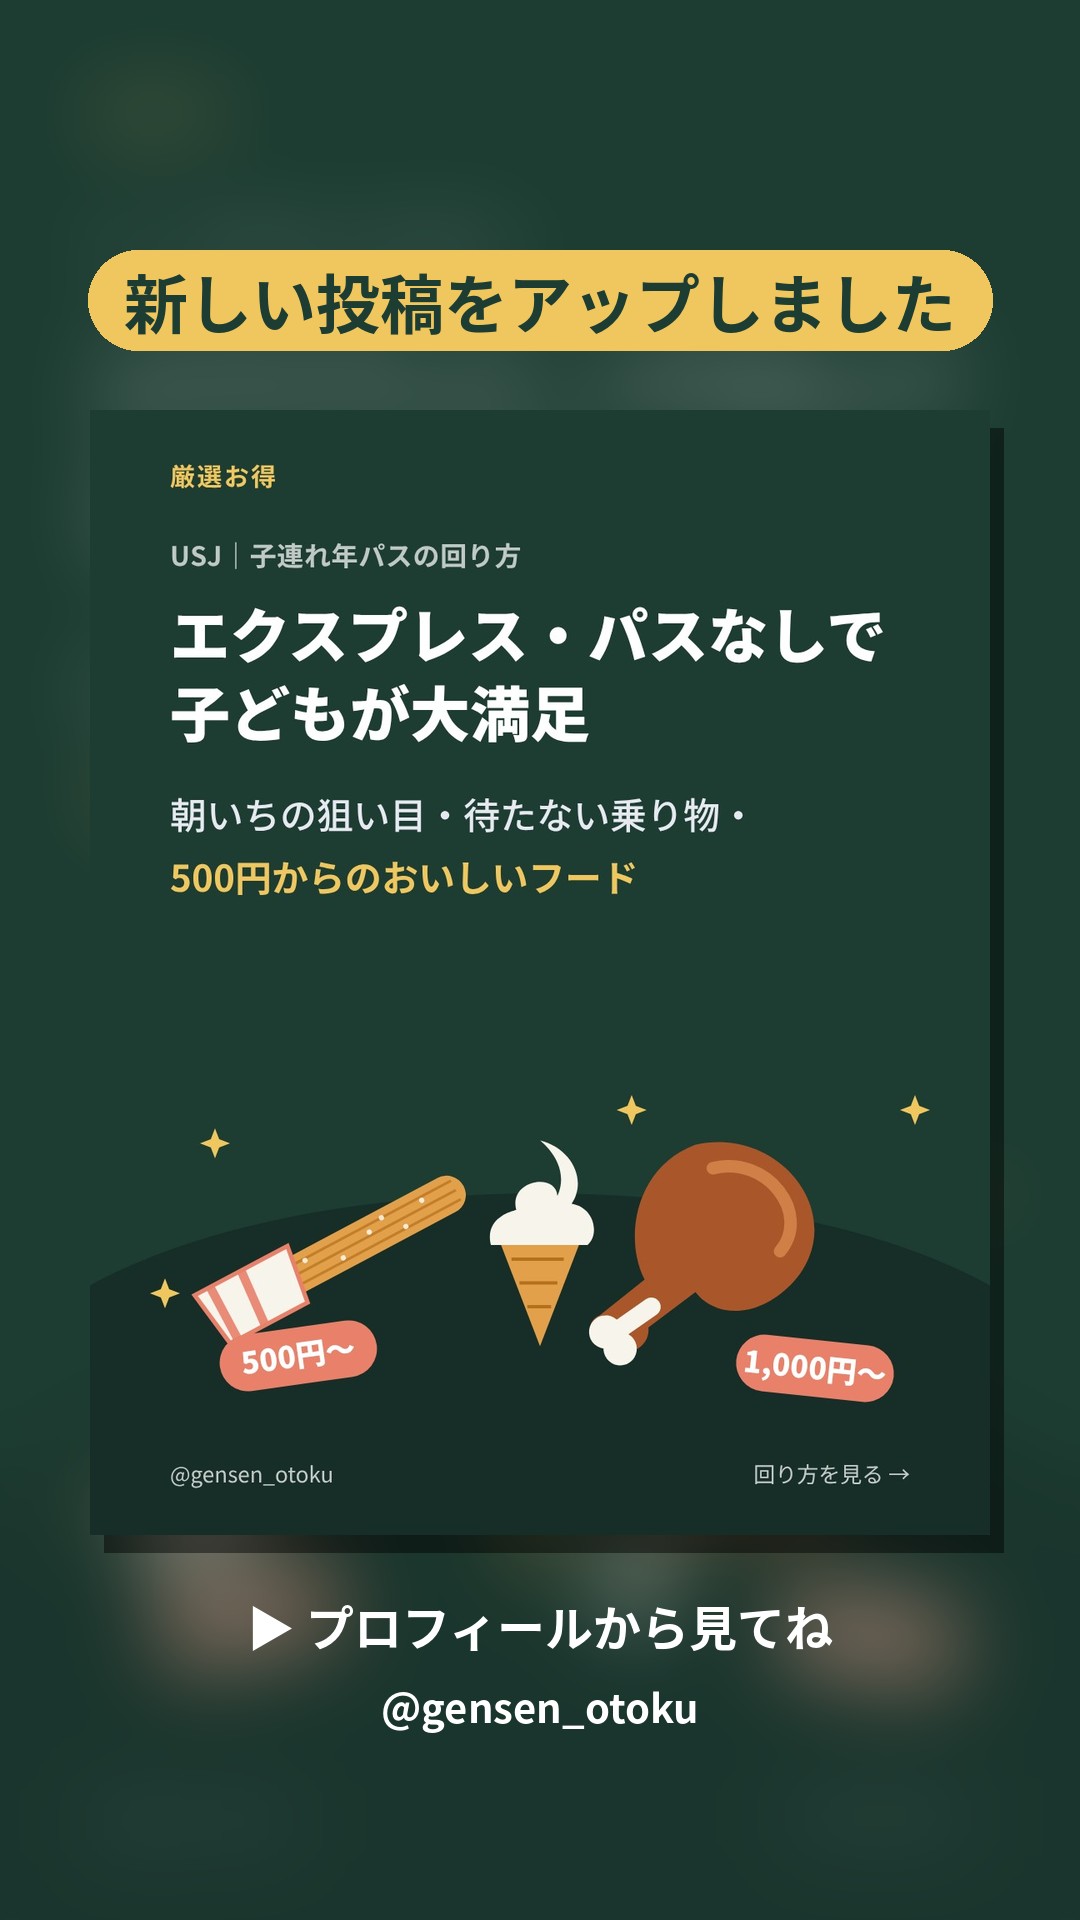 新しい投稿をアップしました
厳選お得
USJ｜子連れ年パスの回り方
エクスプレス・パスなしで
子どもが大満足
朝いちの狙い目・待たない乗り物・
500円からのおいしいフード
500円〜
1,000円〜
@gensen_otoku
回り方を見る →
▶ プロフィールから見てね
@gensen_otoku